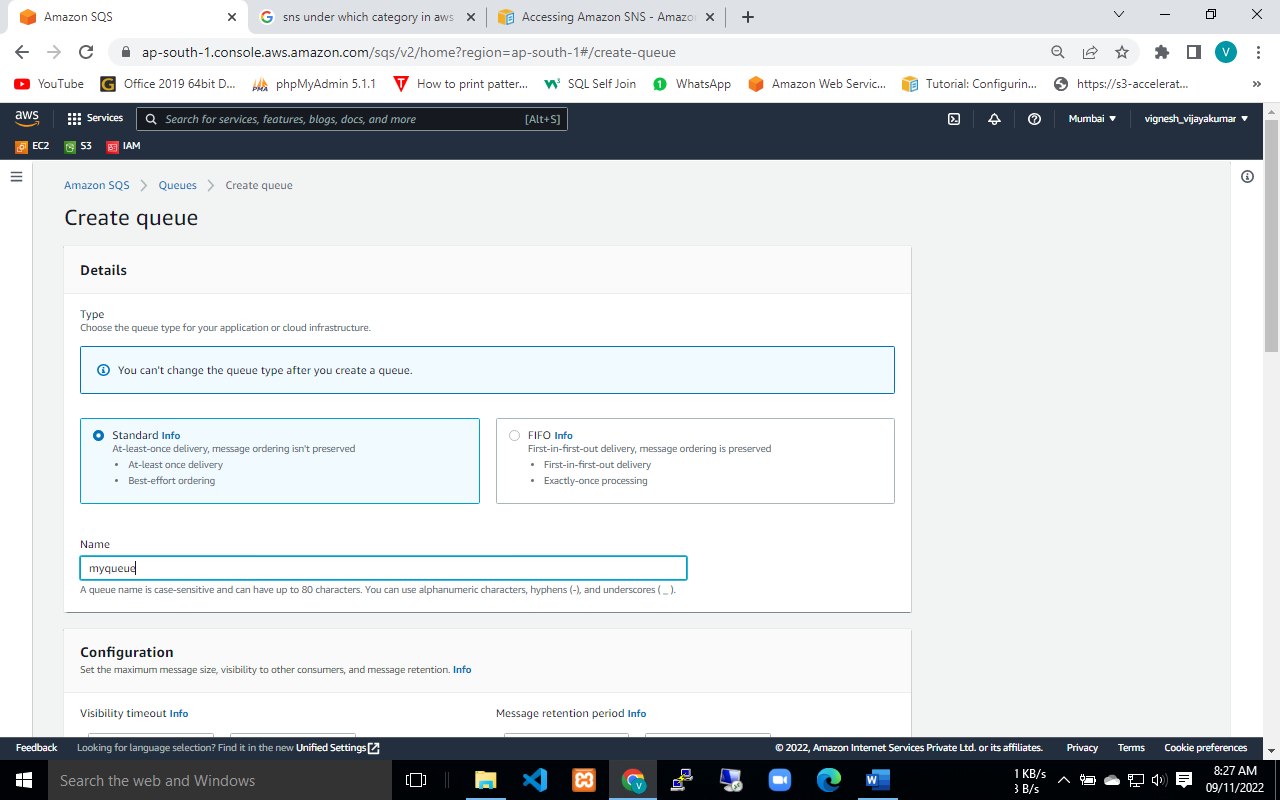 Amazon SQS
sns under which category in aws
Accessing Amazon SNS - Amazo
ap-south-1.console.aws.amazon.com/sqs/v2/home?region=ap-south-1#/create-queue
V
YouTube
Office 2019 64bit D...
phpMyAdmin 5.1.1
How to print patter...
SQL Self Join
WhatsApp
Amazon Web Servic...
Tutorial: Configurin...
https://s3-accelerat...
»
aws
Services
Search for services, features, blogs, docs, and more
[Alt+S]
Mumbai
vignesh_vijayakumar
EC2
S3
IAM
Amazon SQS
Queues
Create queue
Create queue
Details
Type
Choose the queue type for your application or cloud infrastructure.
You can't change the queue type after you create a queue.
Standard Info
At-least-once delivery, message ordering isn't preserved
• At-least once delivery
• Best-effort ordering
FIFO Info
First-in-first-out delivery, message ordering is preserved
• First-in-first-out delivery
• Exactly-once processing
Name
myqueue
A queue name is case-sensitive and can have up to 80 characters. You can use alphanumeric characters, hyphens (-), and underscores ( _ ).
Configuration
Set the maximum message size, visibility to other consumers, and message retention. Info
Visibility timeout Info
Message retention period Info
Feedback
Looking for language selection? Find it in the new Unified Settings
© 2022, Amazon Internet Services Private Ltd. or its affiliates.
Privacy
Terms
Cookie preferences
Search the web and Windows
KB/s
B/s
8:27 AM
09/11/2022